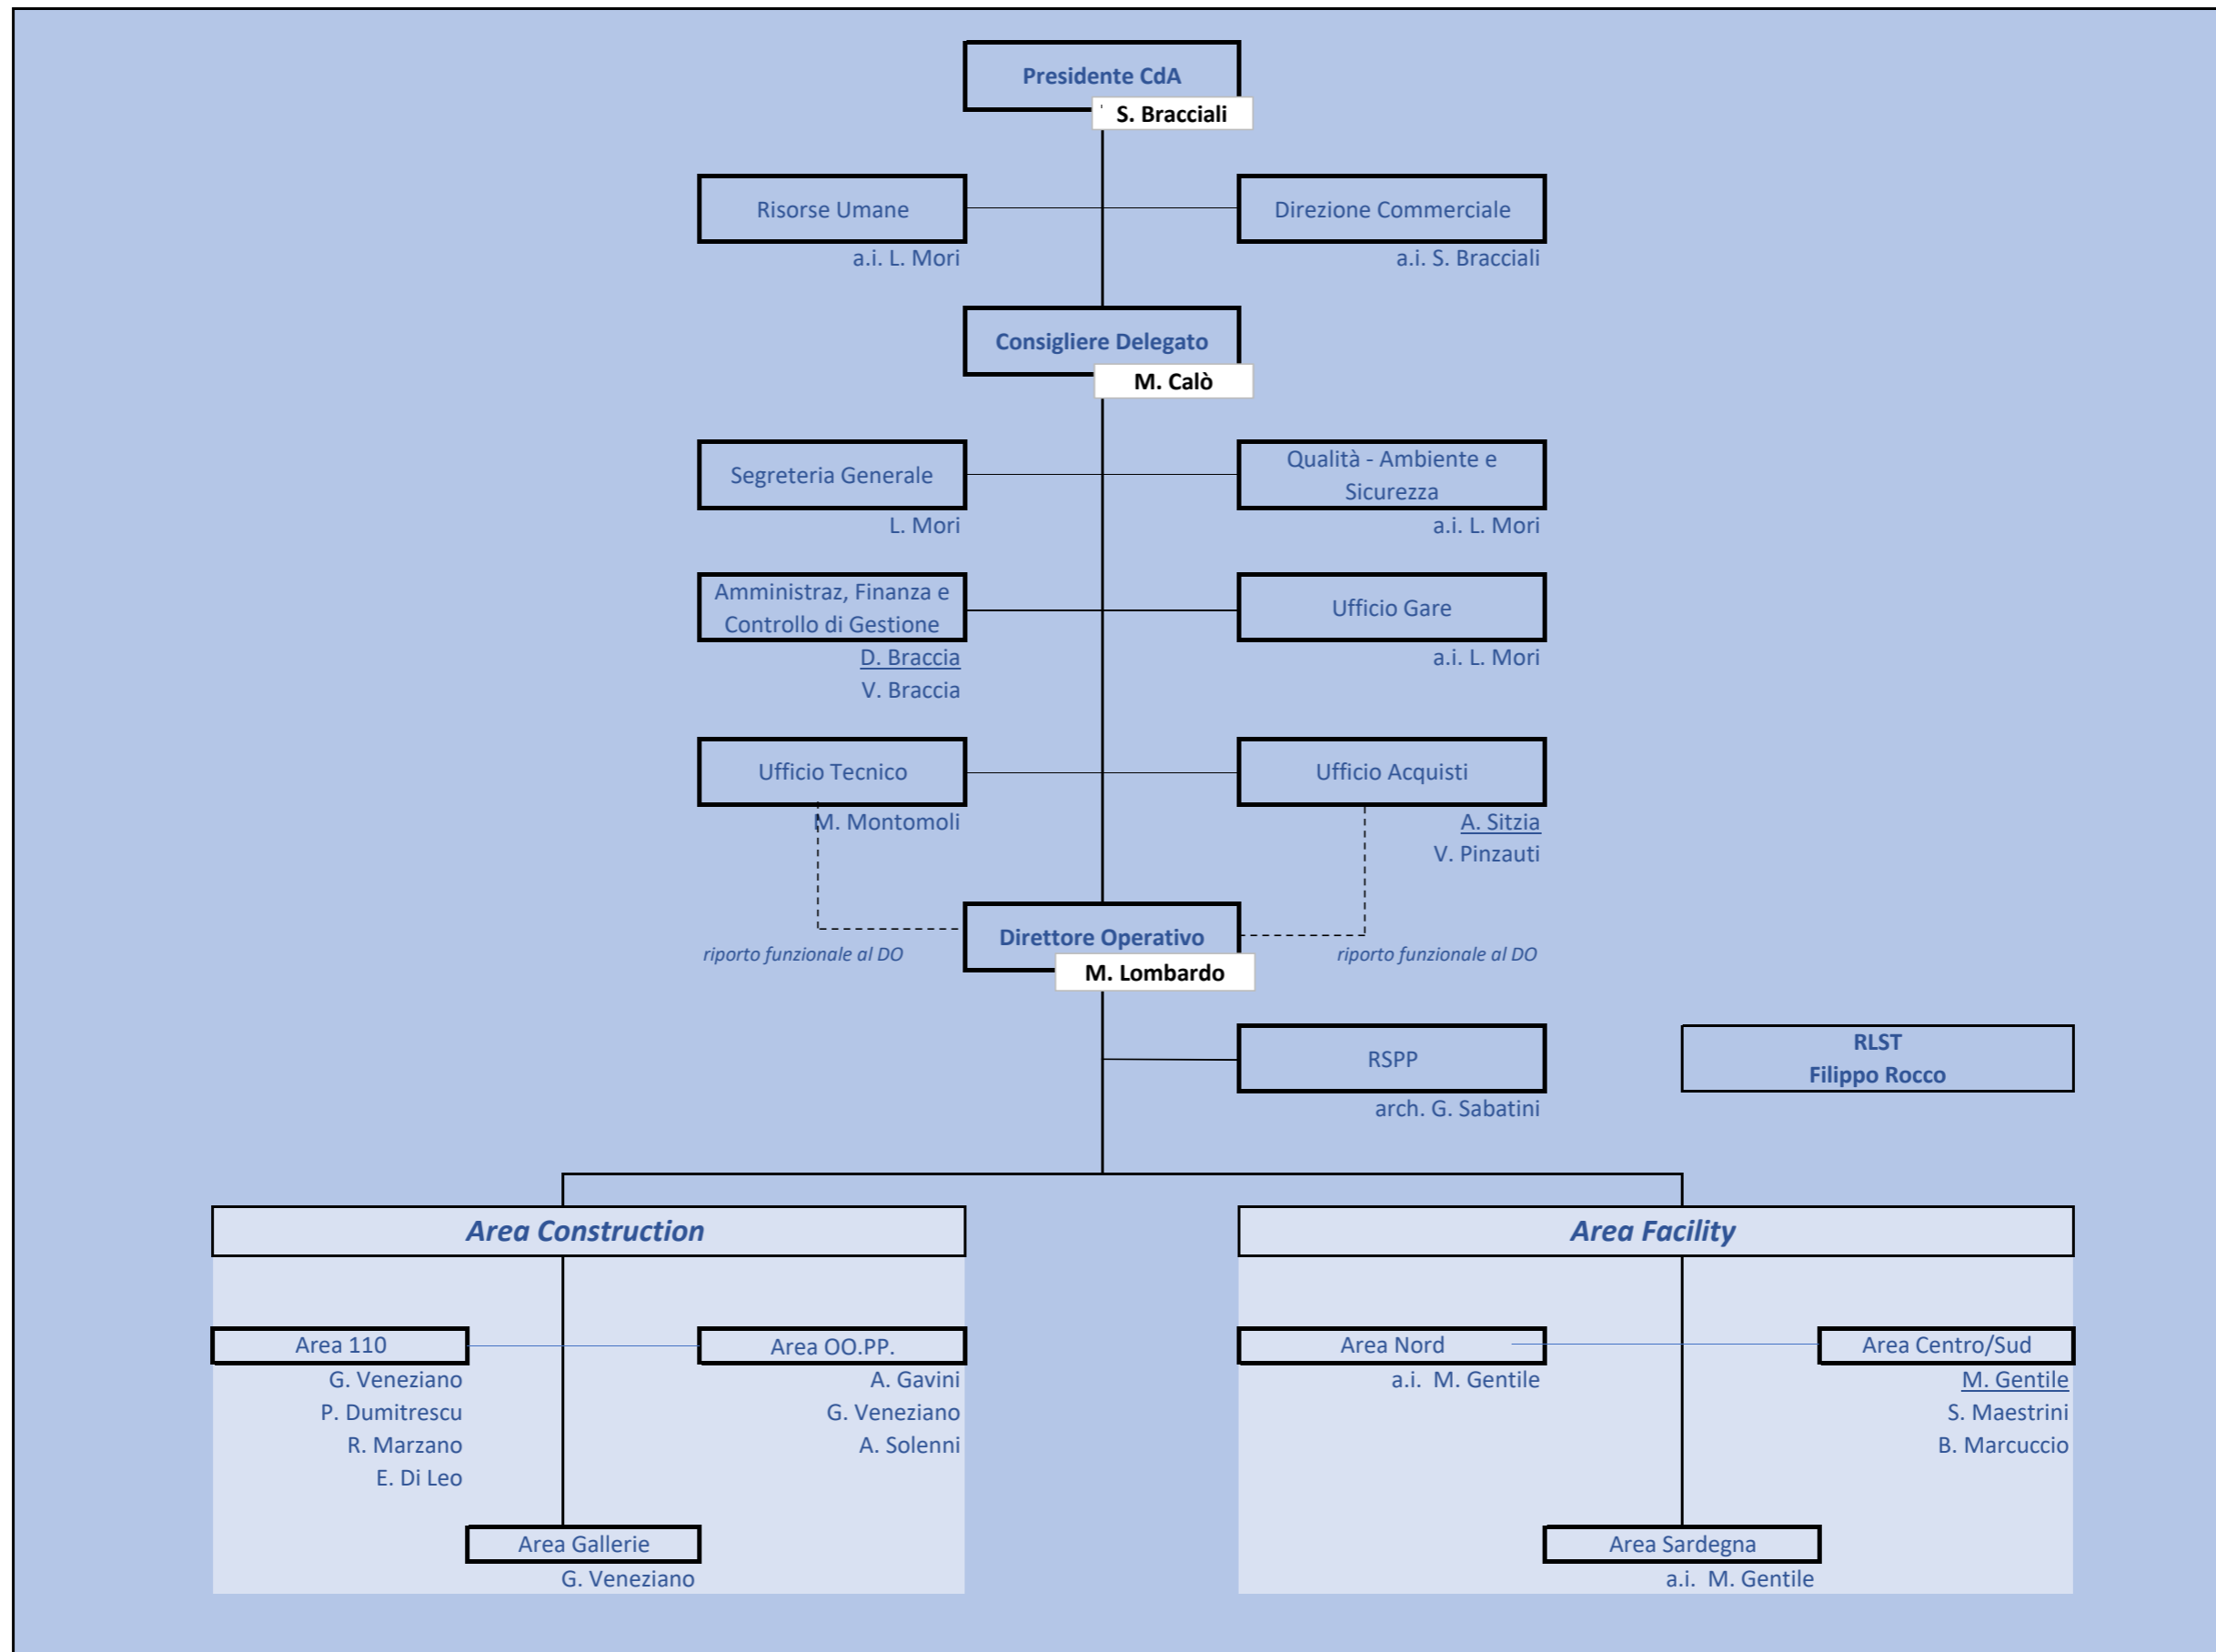 Presidente CdA
S. Bracciali
Risorse Umane
Direzione Commerciale
a.i. L. Mori
a.i. S. Bracciali
Consigliere Delegato
M. Calò
Segreteria Generale
Qualità - Ambiente e
Sicurezza
L. Mori
a.i. L. Mori
Amministraz, Finanza e
Controllo di Gestione
Ufficio Gare
D. Braccia
V. Braccia
a.i. L. Mori
Ufficio Tecnico
Ufficio Acquisti
M. Montomoli
A. Sitzia
V. Pinzauti
Direttore Operativo
M. Lombardo
riporto funzionale al DO
riporto funzionale al DO
RSPP
arch. G. Sabatini
RLST
Filippo Rocco
Area Construction
Area 110
G. Veneziano
P. Dumitrescu
R. Marzano
E. Di Leo
Area OO.PP.
A. Gavini
G. Veneziano
A. Solenni
Area Gallerie
G. Veneziano
Area Facility
Area Nord
a.i. M. Gentile
Area Centro/Sud
M. Gentile
S. Maestrini
B. Marcuccio
Area Sardegna
a.i. M. Gentile